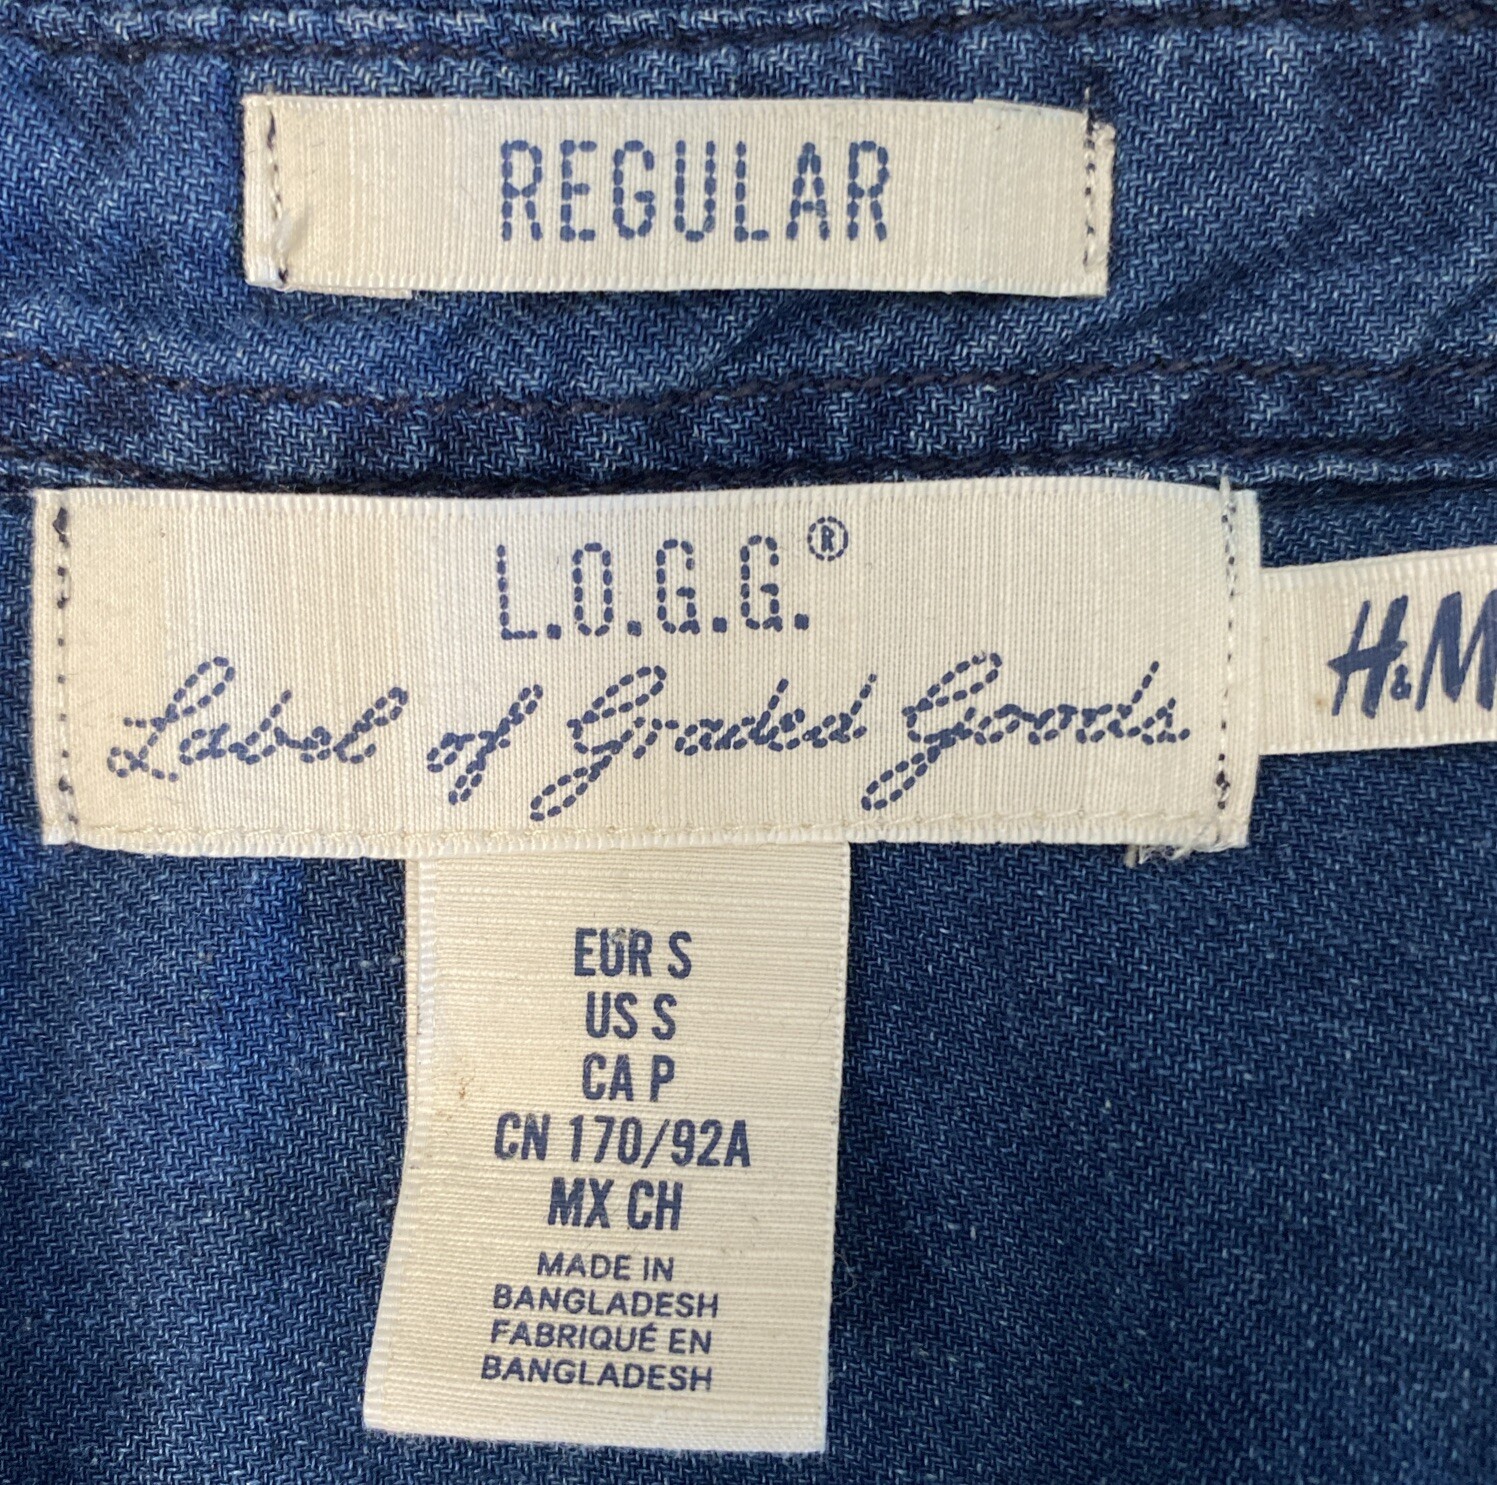 REGULAR
L.O.G.G.®
Label of Graded Goods
H&M
EUR S
US S
CA P
CN 170/92A
MX CH
MADE IN
BANGLADESH
FABRIQUÉ EN
BANGLADESH